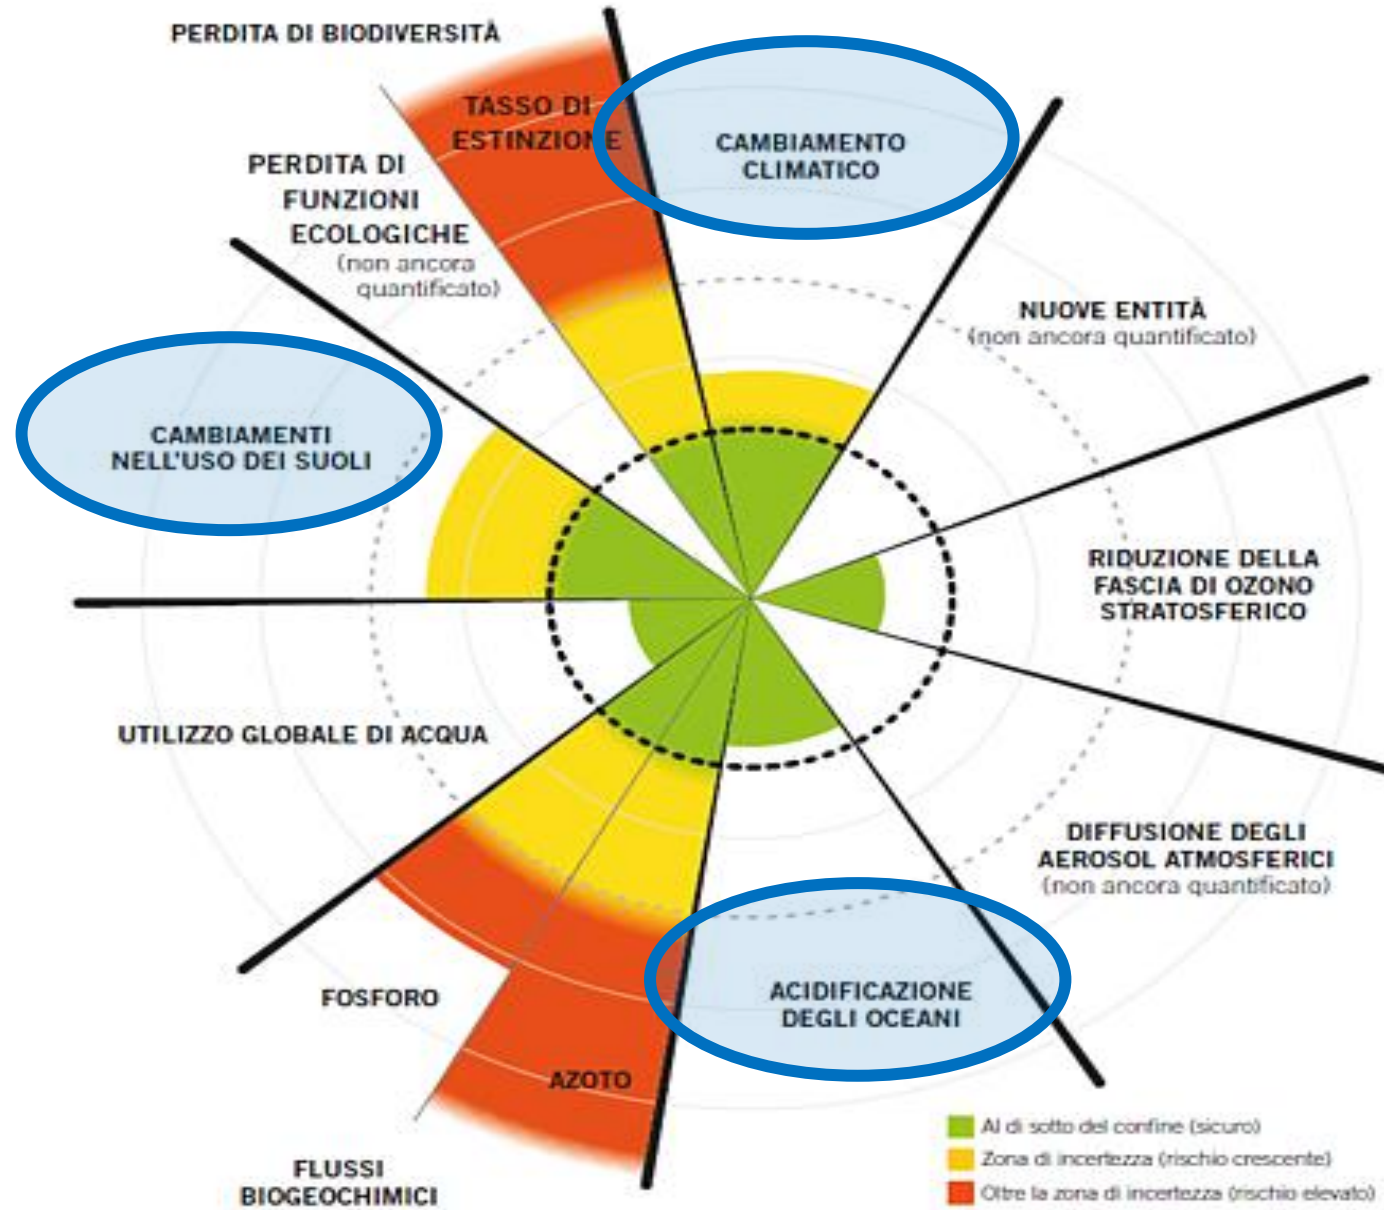 PERDITA DI BIODIVERSITÀ
TASSO DI
ESTINZIONE
CAMBIAMENTO
CLIMATICO
PERDITA DI
FUNZIONI
ECOLOGICHE
(non ancora
quantificato)
NUOVE ENTITÀ
(non ancora quantificato)
CAMBIAMENTI
NELL'USO DEI SUOLI
RIDUZIONE DELLA
FASCIA DI OZONO
STRATOSFERICO
UTILIZZO GLOBALE DI ACQUA
DIFFUSIONE DEGLI
AEROSOL ATMOSFERICI
(non ancora quantificato)
FOSFORO
ACIDIFICAZIONE
DEGLI OCEANI
AZOTO
FLUSSI
BIOGEOCHIMICI
Al di sotto del confine (sicuro)
Zona di incertezza (rischio crescente)
Oltre la zona di incertezza (rischio elevato)